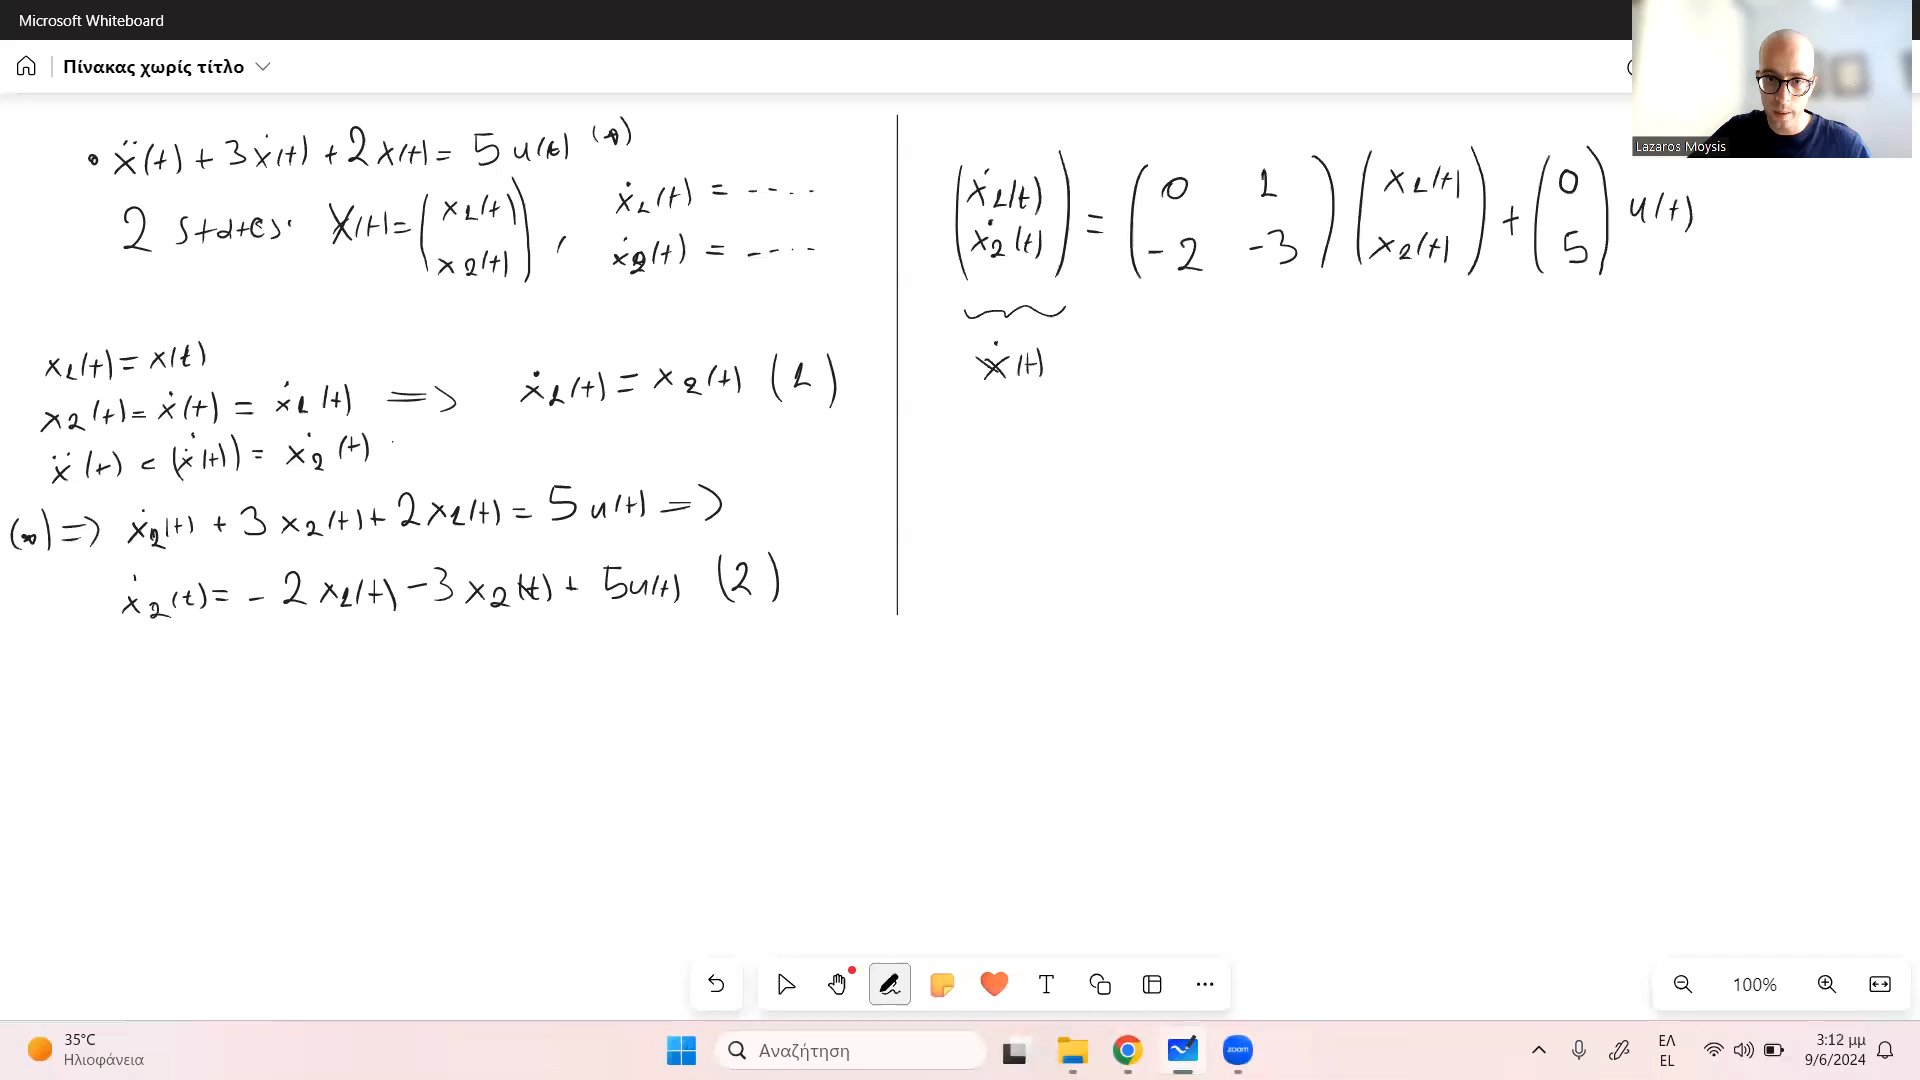 Microsoft Whiteboard
Πίνακας χωρίς τίτλο
Lazaros Moysis
• ẍ(t) + 3ẋ(t) + 2x(t) = 5u(t) (*)
2 states: X(t) = (x₁(t) x₂(t)), ẋ₁(t) = ----..
ẋ₂(t) = ----..
x₁(t) = x(t)
x₂(t) = ẋ(t) = ẋ₁(t) => ẋ₁(t) = x₂(t) (1)
ẍ(t) = (ẋ(t))˙ = ẋ₂(t)
(*) => ẋ₂(t) + 3x₂(t) + 2x₁(t) = 5u(t) =>
ẋ₂(t) = -2x₁(t) - 3x₂(t) + 5u(t) (2)
(ẋ₁(t) ẋ₂(t)) = (0 1 -2 -3) (x₁(t) x₂(t)) + (0 5) u(t)
ẋ(t)
100%
35°C
Ηλιοφάνεια
Αναζήτηση
zoom
ΕΛ
EL
3:12 μμ
9/6/2024